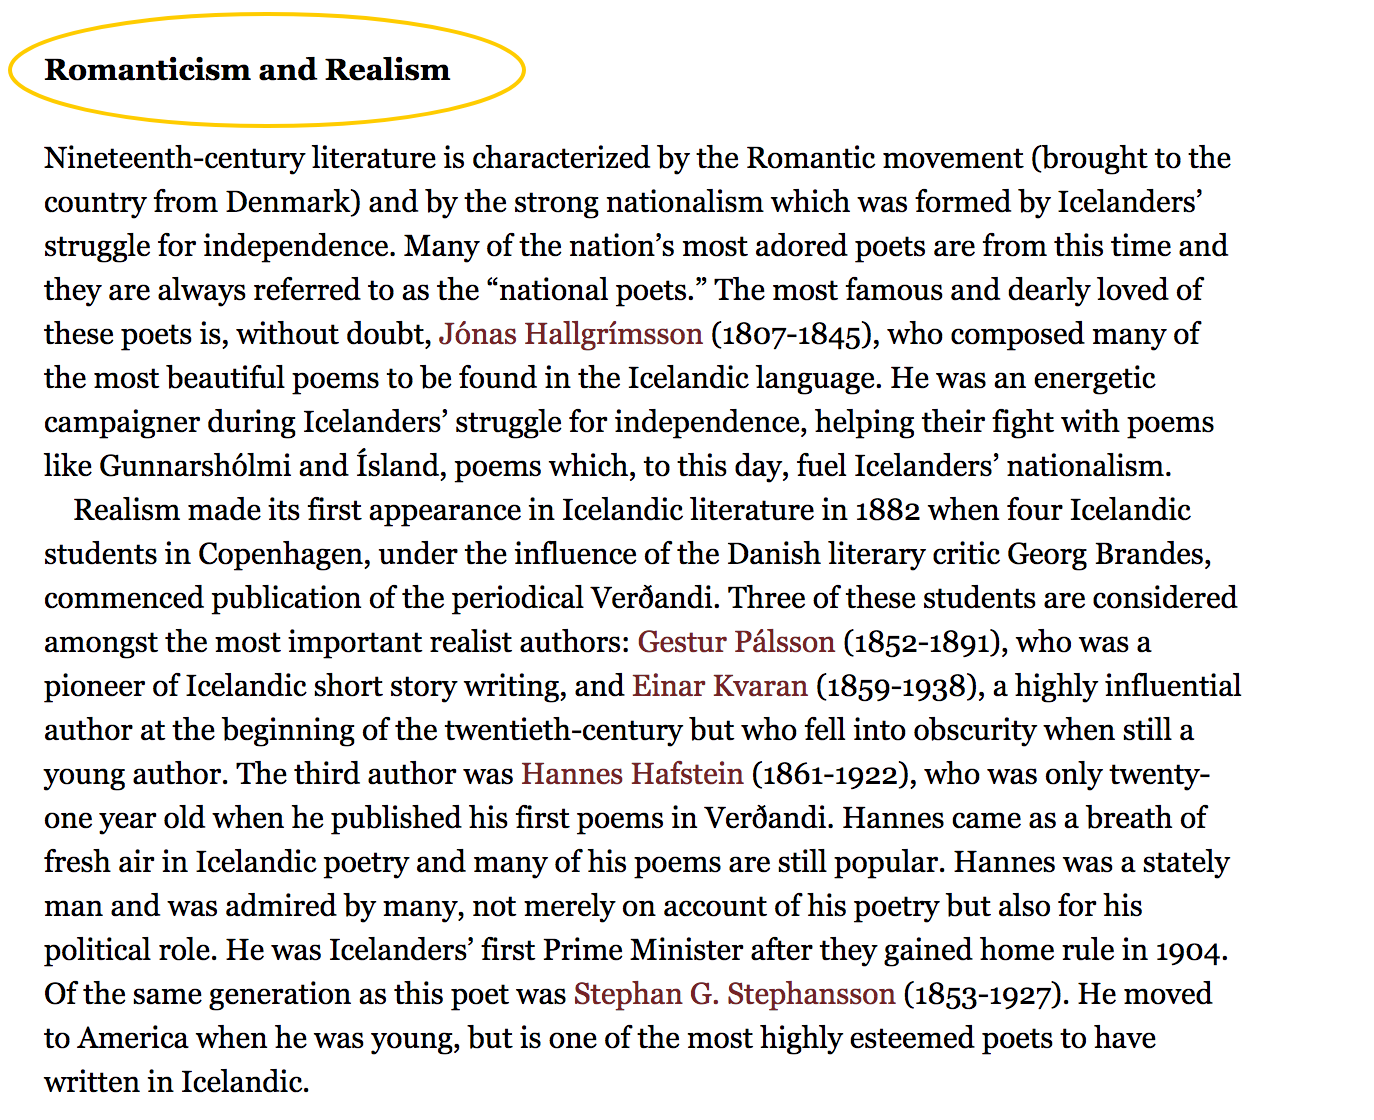 Romanticism and Realism
Nineteenth-century literature is characterized by the Romantic movement (brought to the
country from Denmark) and by the strong nationalism which was formed by Icelanders’
struggle for independence. Many of the nation’s most adored poets are from this time and
they are always referred to as the “national poets.” The most famous and dearly loved of
these poets is, without doubt, Jónas Hallgrímsson (1807-1845), who composed many of
the most beautiful poems to be found in the Icelandic language. He was an energetic
campaigner during Icelanders’ struggle for independence, helping their fight with poems
like Gunnarshólmi and Ísland, poems which, to this day, fuel Icelanders’ nationalism.
Realism made its first appearance in Icelandic literature in 1882 when four Icelandic
students in Copenhagen, under the influence of the Danish literary critic Georg Brandes,
commenced publication of the periodical Verðandi. Three of these students are considered
amongst the most important realist authors: Gestur Pálsson (1852-1891), who was a
pioneer of Icelandic short story writing, and Einar Kvaran (1859-1938), a highly influential
author at the beginning of the twentieth-century but who fell into obscurity when still a
young author. The third author was Hannes Hafstein (1861-1922), who was only twenty-
one year old when he published his first poems in Verðandi. Hannes came as a breath of
fresh air in Icelandic poetry and many of his poems are still popular. Hannes was a stately
man and was admired by many, not merely on account of his poetry but also for his
political role. He was Icelanders’ first Prime Minister after they gained home rule in 1904.
Of the same generation as this poet was Stephan G. Stephansson (1853-1927). He moved
to America when he was young, but is one of the most highly esteemed poets to have
written in Icelandic.